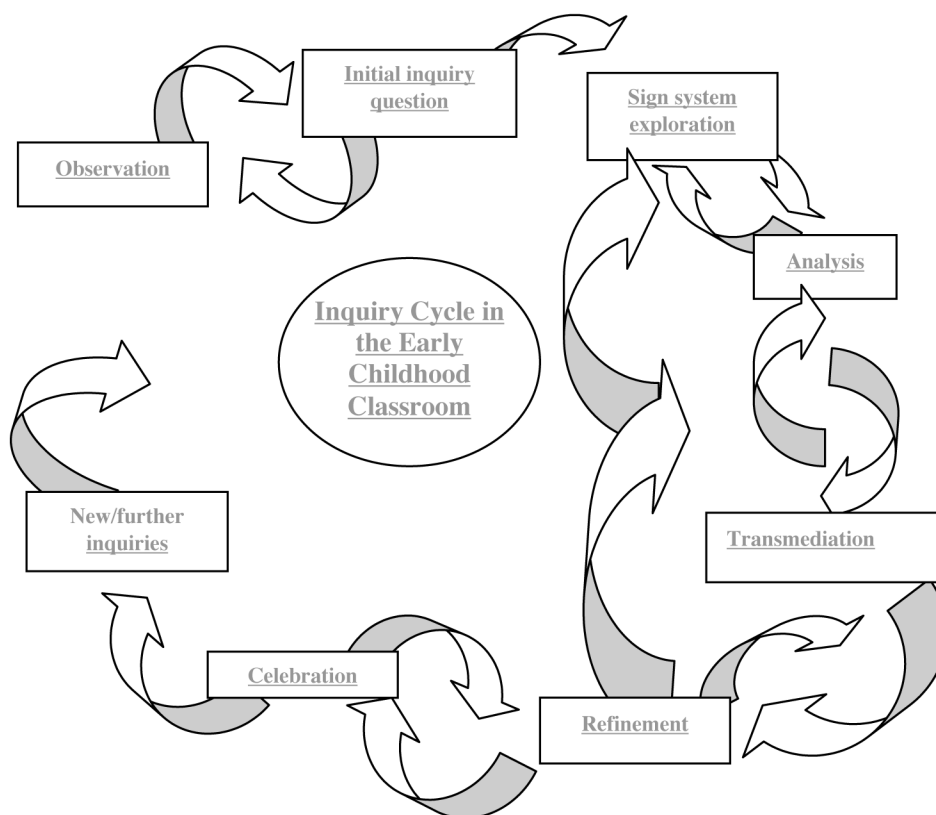 Initial inquiry
question
Sign system
exploration
Observation
Analysis
Inquiry Cycle in
the Early
Childhood
Classroom
New/further
inquiries
Transmediation
Celebration
Refinement